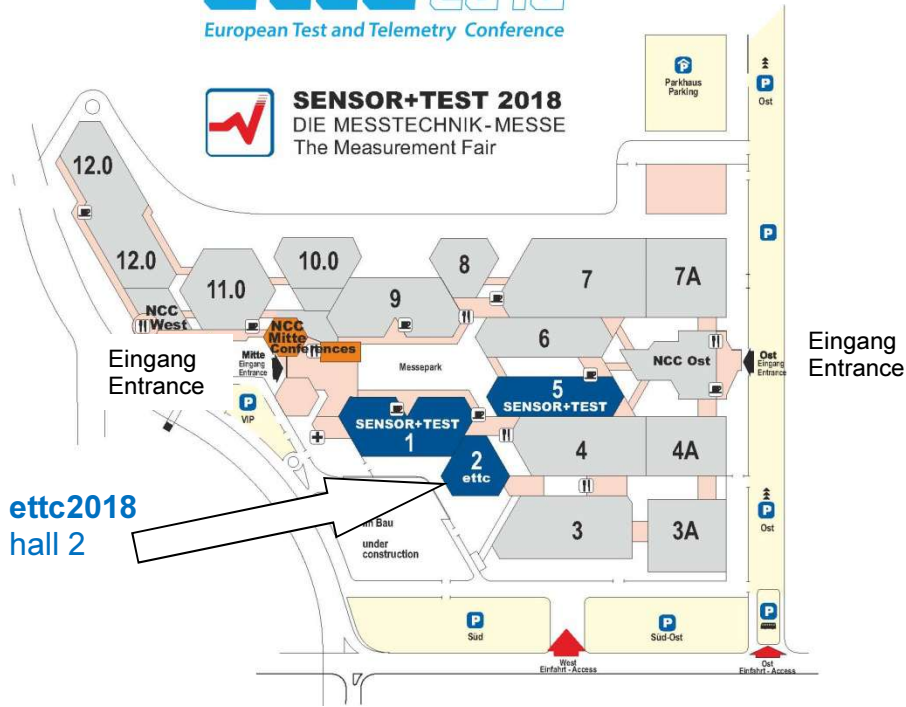 European Test and Telemetry Conference
SENSOR+TEST 2018
DIE MESSTECHNIK-MESSE
The Measurement Fair
P
Parkhaus
Parking
P
Ost
12.0
P
12.0
11.0
10.0
8
7
7A
9
NCC
West
NCC
Mitte
Conferences
6
Eingang
Entrance
Mitte
Eingang
Entrance
Messepark
NCC Ost
Ost
Eingang
Entrance
Eingang
Entrance
5
SENSOR+TEST
P
VIP
SENSOR+TEST
1
2
ettc
4
4A
ettc2018
hall 2
Bau
under
construction
3
3A
P
Ost
P
Süd
P
Süd-Ost
P
West
Einfahrt - Access
Ost
Einfahrt - Access